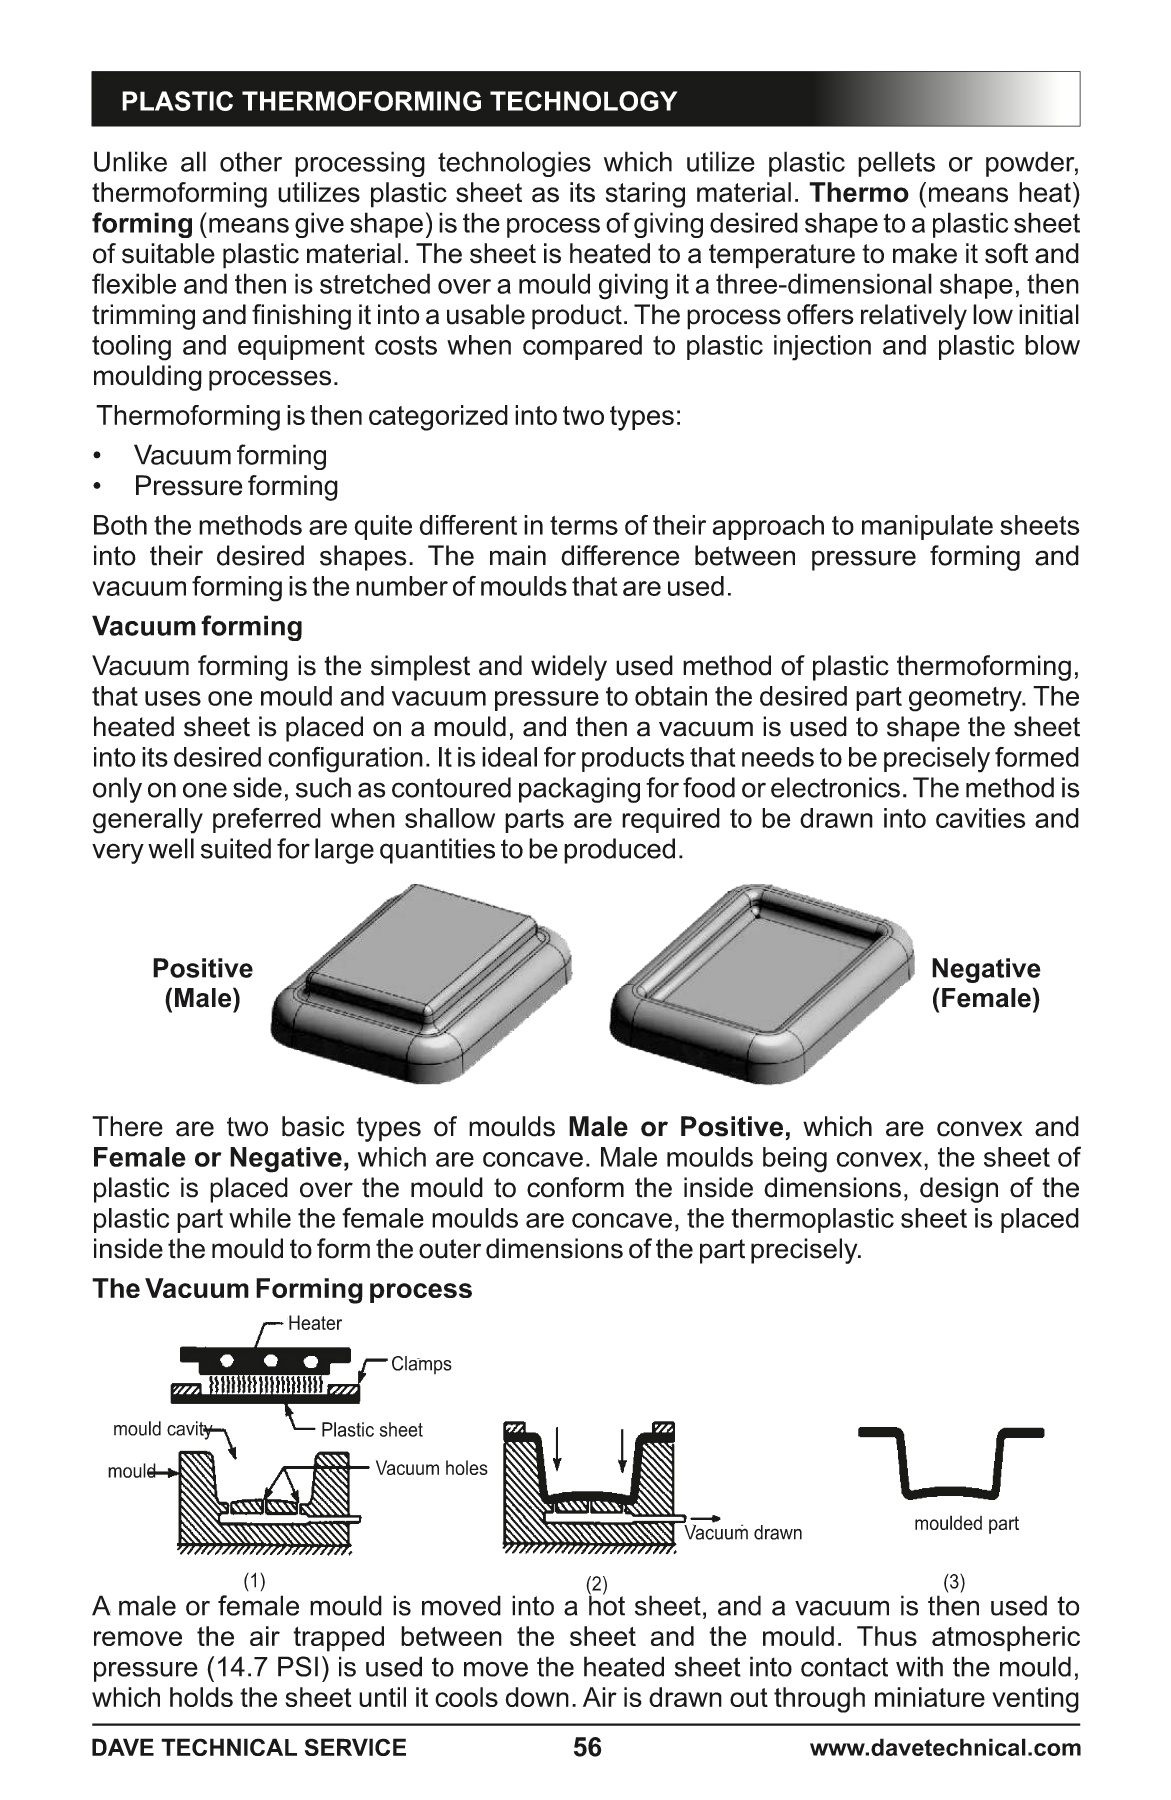 PLASTIC THERMOFORMING TECHNOLOGY
Unlike all other processing technologies which utilize plastic pellets or powder,
thermoforming utilizes plastic sheet as its staring material. Thermo (means heat)
forming (means give shape) is the process of giving desired shape to a plastic sheet
of suitable plastic material. The sheet is heated to a temperature to make it soft and
flexible and then is stretched over a mould giving it a three-dimensional shape, then
trimming and finishing it into a usable product. The process offers relatively low initial
tooling and equipment costs when compared to plastic injection and plastic blow
moulding processes.
Thermoforming is then categorized into two types:
• Vacuum forming
• Pressure forming
Both the methods are quite different in terms of their approach to manipulate sheets
into their desired shapes. The main difference between pressure forming and
vacuum forming is the number of moulds that are used.
Vacuum forming
Vacuum forming is the simplest and widely used method of plastic thermoforming,
that uses one mould and vacuum pressure to obtain the desired part geometry. The
heated sheet is placed on a mould, and then a vacuum is used to shape the sheet
into its desired configuration. It is ideal for products that needs to be precisely formed
only on one side, such as contoured packaging for food or electronics. The method is
generally preferred when shallow parts are required to be drawn into cavities and
very well suited for large quantities to be produced.
Positive
(Male)
Negative
(Female)
There are two basic types of moulds Male or Positive, which are convex and
Female or Negative, which are concave. Male moulds being convex, the sheet of
plastic is placed over the mould to conform the inside dimensions, design of the
plastic part while the female moulds are concave, the thermoplastic sheet is placed
inside the mould to form the outer dimensions of the part precisely.
The Vacuum Forming process
Heater
Clamps
mould cavity
Plastic sheet
mould
Vacuum holes
Vacuum drawn
moulded part
(1)
(2)
(3)
A male or female mould is moved into a hot sheet, and a vacuum is then used to
remove the air trapped between the sheet and the mould. Thus atmospheric
pressure (14.7 PSI) is used to move the heated sheet into contact with the mould,
which holds the sheet until it cools down. Air is drawn out through miniature venting
DAVE TECHNICAL SERVICE
56
www.davetechnical.com